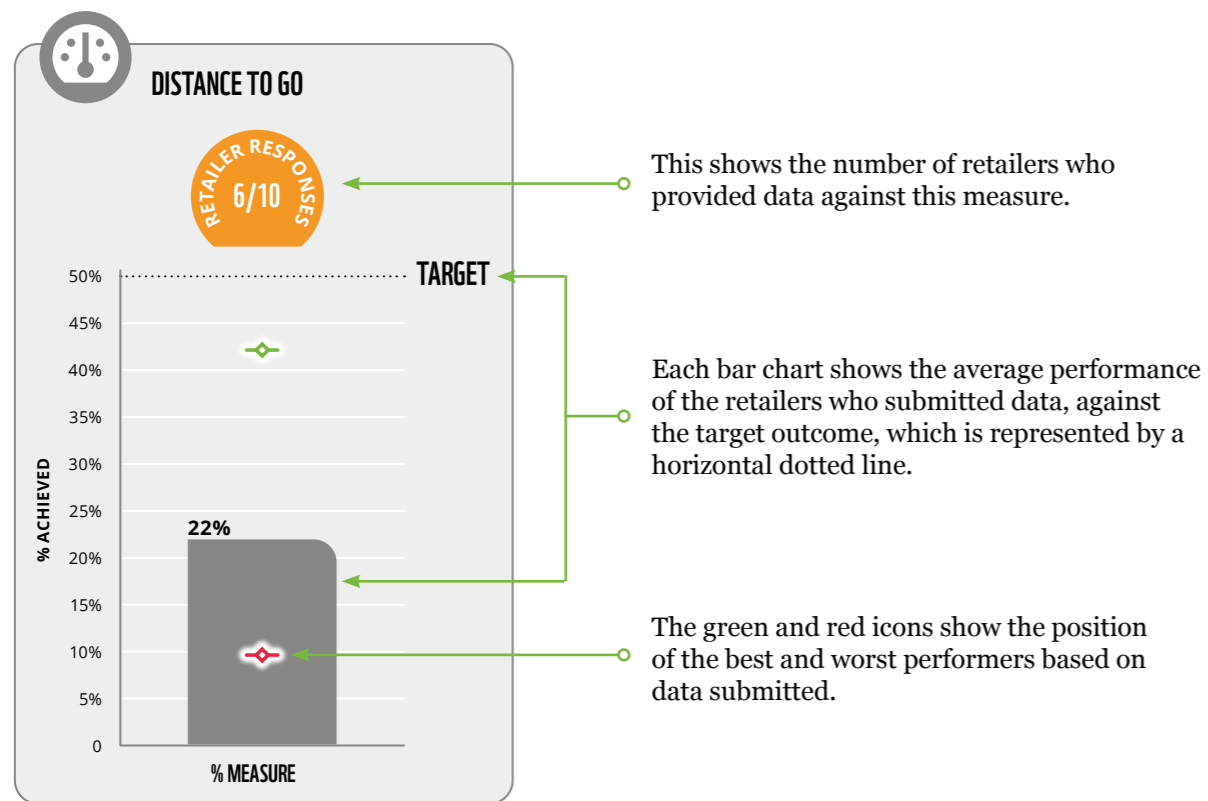 DISTANCE TO GO
RETAILER RESPONSES
6/10
This shows the number of retailers who
provided data against this measure.
TARGET
50%
45%
40%
35%
30%
25%
20%
15%
10%
5%
0
% ACHIEVED
22%
% MEASURE
Each bar chart shows the average performance
of the retailers who submitted data, against
the target outcome, which is represented by a
horizontal dotted line.
The green and red icons show the position
of the best and worst performers based on
data submitted.